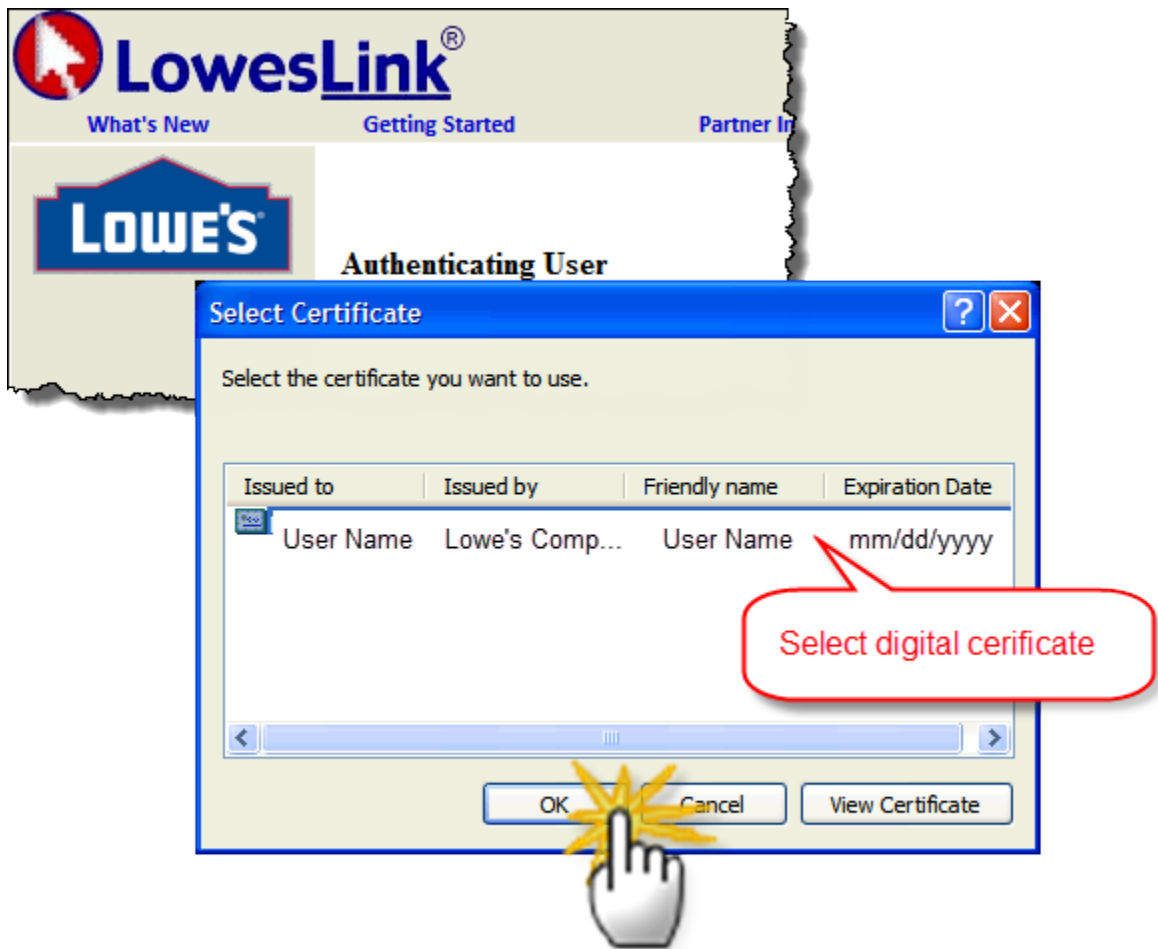 LowesLink®
What's New Getting Started Partner In
LOWE'S
Authenticating User
Select Certificate
Select the certificate you want to use.
Issued to Issued by Friendly name Expiration Date
User Name Lowe's Comp... User Name mm/dd/yyyy
Select digital cerificate
OK Cancel View Certificate